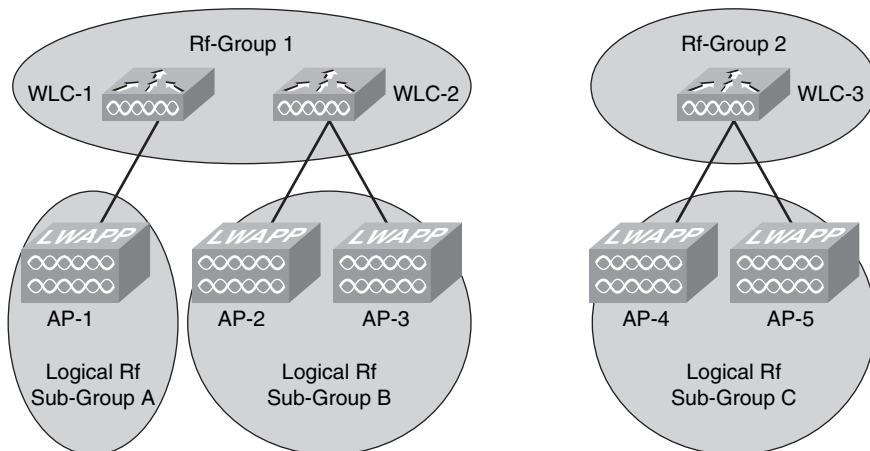 Rf-Group 1
Rf-Group 2
WLC-1
WLC-2
WLC-3
LWAPP
LWAPP
LWAPP
LWAPP
LWAPP
AP-1
AP-2
AP-3
AP-4
AP-5
Logical Rf
Sub-Group A
Logical Rf
Sub-Group B
Logical Rf
Sub-Group C